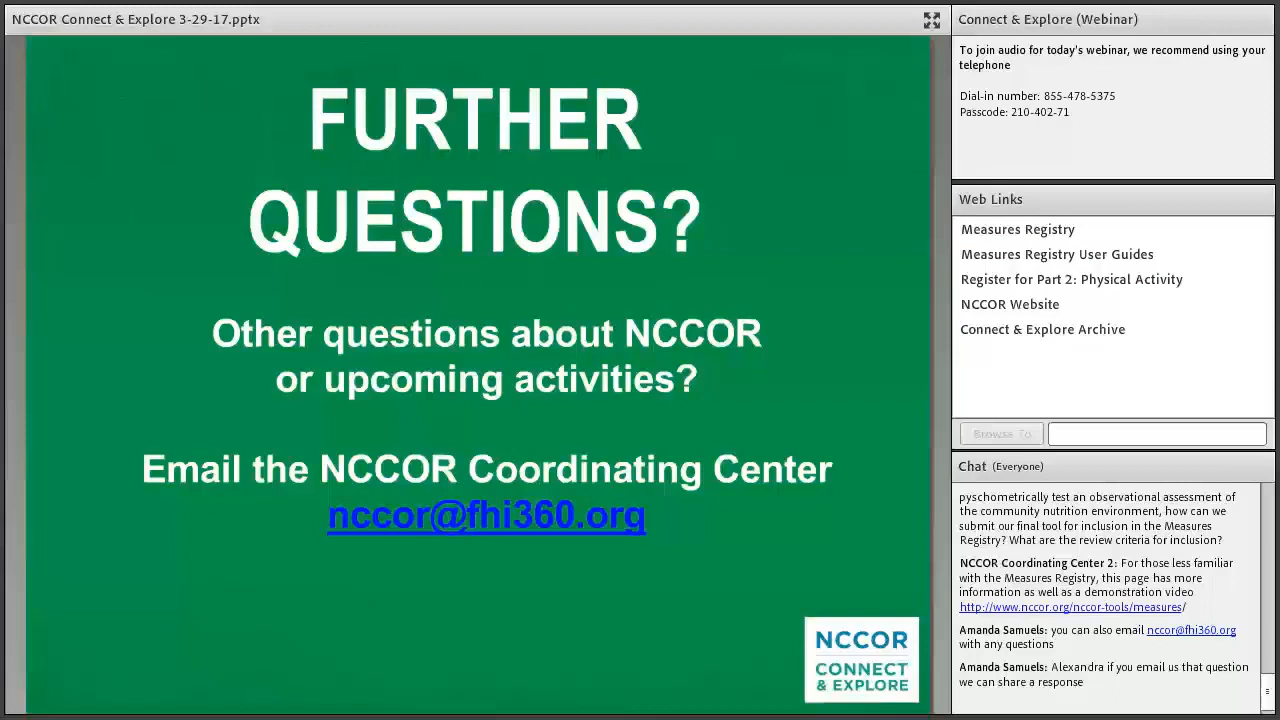 NCCOR Connect & Explore 3-29-17.pptx
FURTHER
QUESTIONS?
Other questions about NCCOR
or upcoming activities?
Email the NCCOR Coordinating Center
nccor@fhi360.org
NCCOR
CONNECT
& EXPLORE
Connect & Explore (Webinar)
To join audio for today's webinar, we recommend using your
telephone
Dial-in number: 855-478-5375
Passcode: 210-402-71
Web Links
Measures Registry
Measures Registry User Guides
Register for Part 2: Physical Activity
NCCOR Website
Connect & Explore Archive
Browse To
Chat (Everyone)
pyschometrically test an observational assessment of
the community nutrition environment, how can we
submit our final tool for inclusion in the Measures
Registry? What are the review criteria for inclusion?
NCCOR Coordinating Center 2: For those less familiar
with the Measures Registry, this page has more
information as well as a demonstration video
http://www.nccor.org/nccor-tools/measures/
Amanda Samuels: you can also email nccor@fhi360.org
with any questions
Amanda Samuels: Alexandra if you email us that question
we can share a response